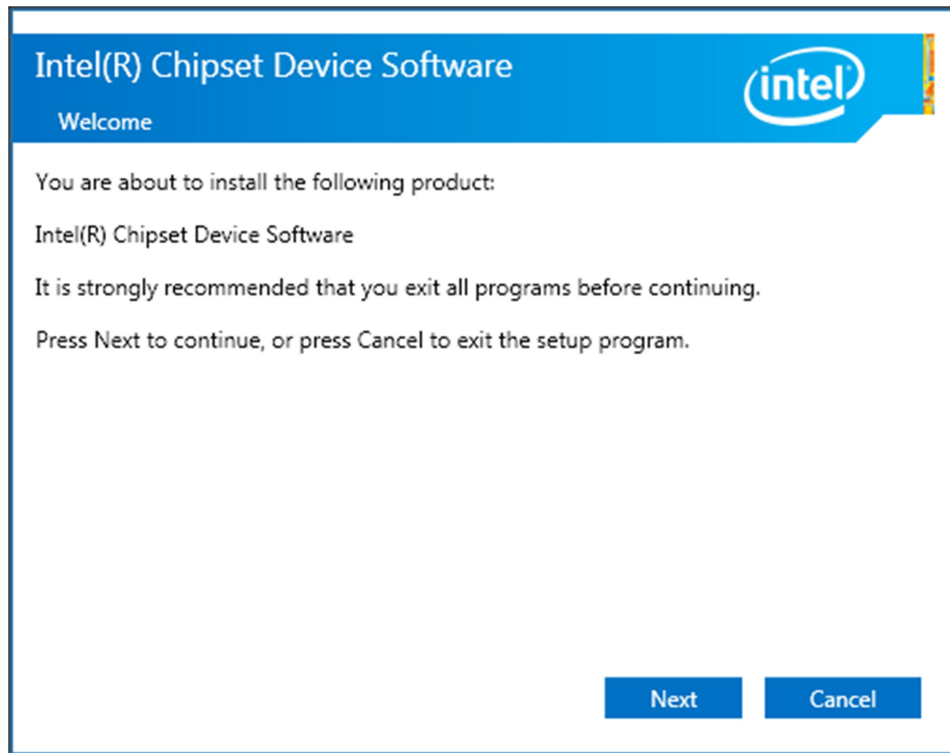 Intel(R) Chipset Device Software
intel
Welcome
You are about to install the following product:
Intel(R) Chipset Device Software
It is strongly recommended that you exit all programs before continuing.
Press Next to continue, or press Cancel to exit the setup program.
Next
Cancel